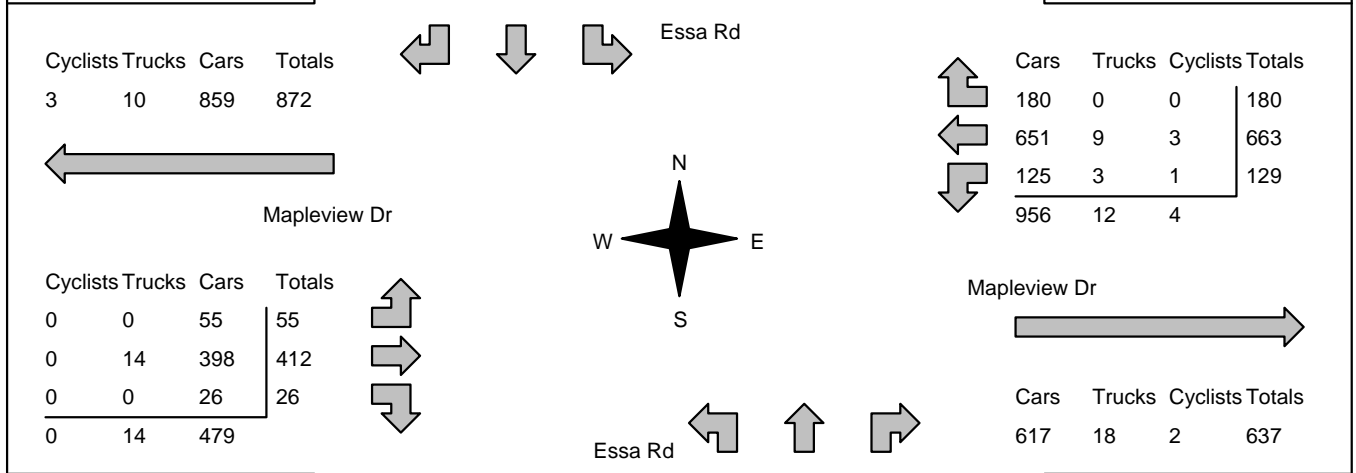 Essa Rd
Cyclists Trucks Cars Totals
3 10 859 872
Mapleview Dr
Cyclists Trucks Cars Totals
0 0 55 55
0 14 398 412
0 0 26 26
0 14 479
N
W E
S
Cars Trucks Cyclists Totals
180 0 0 180
651 9 3 663
125 3 1 129
956 12 4
Mapleview Dr
Cars Trucks Cyclists Totals
617 18 2 637
Essa Rd